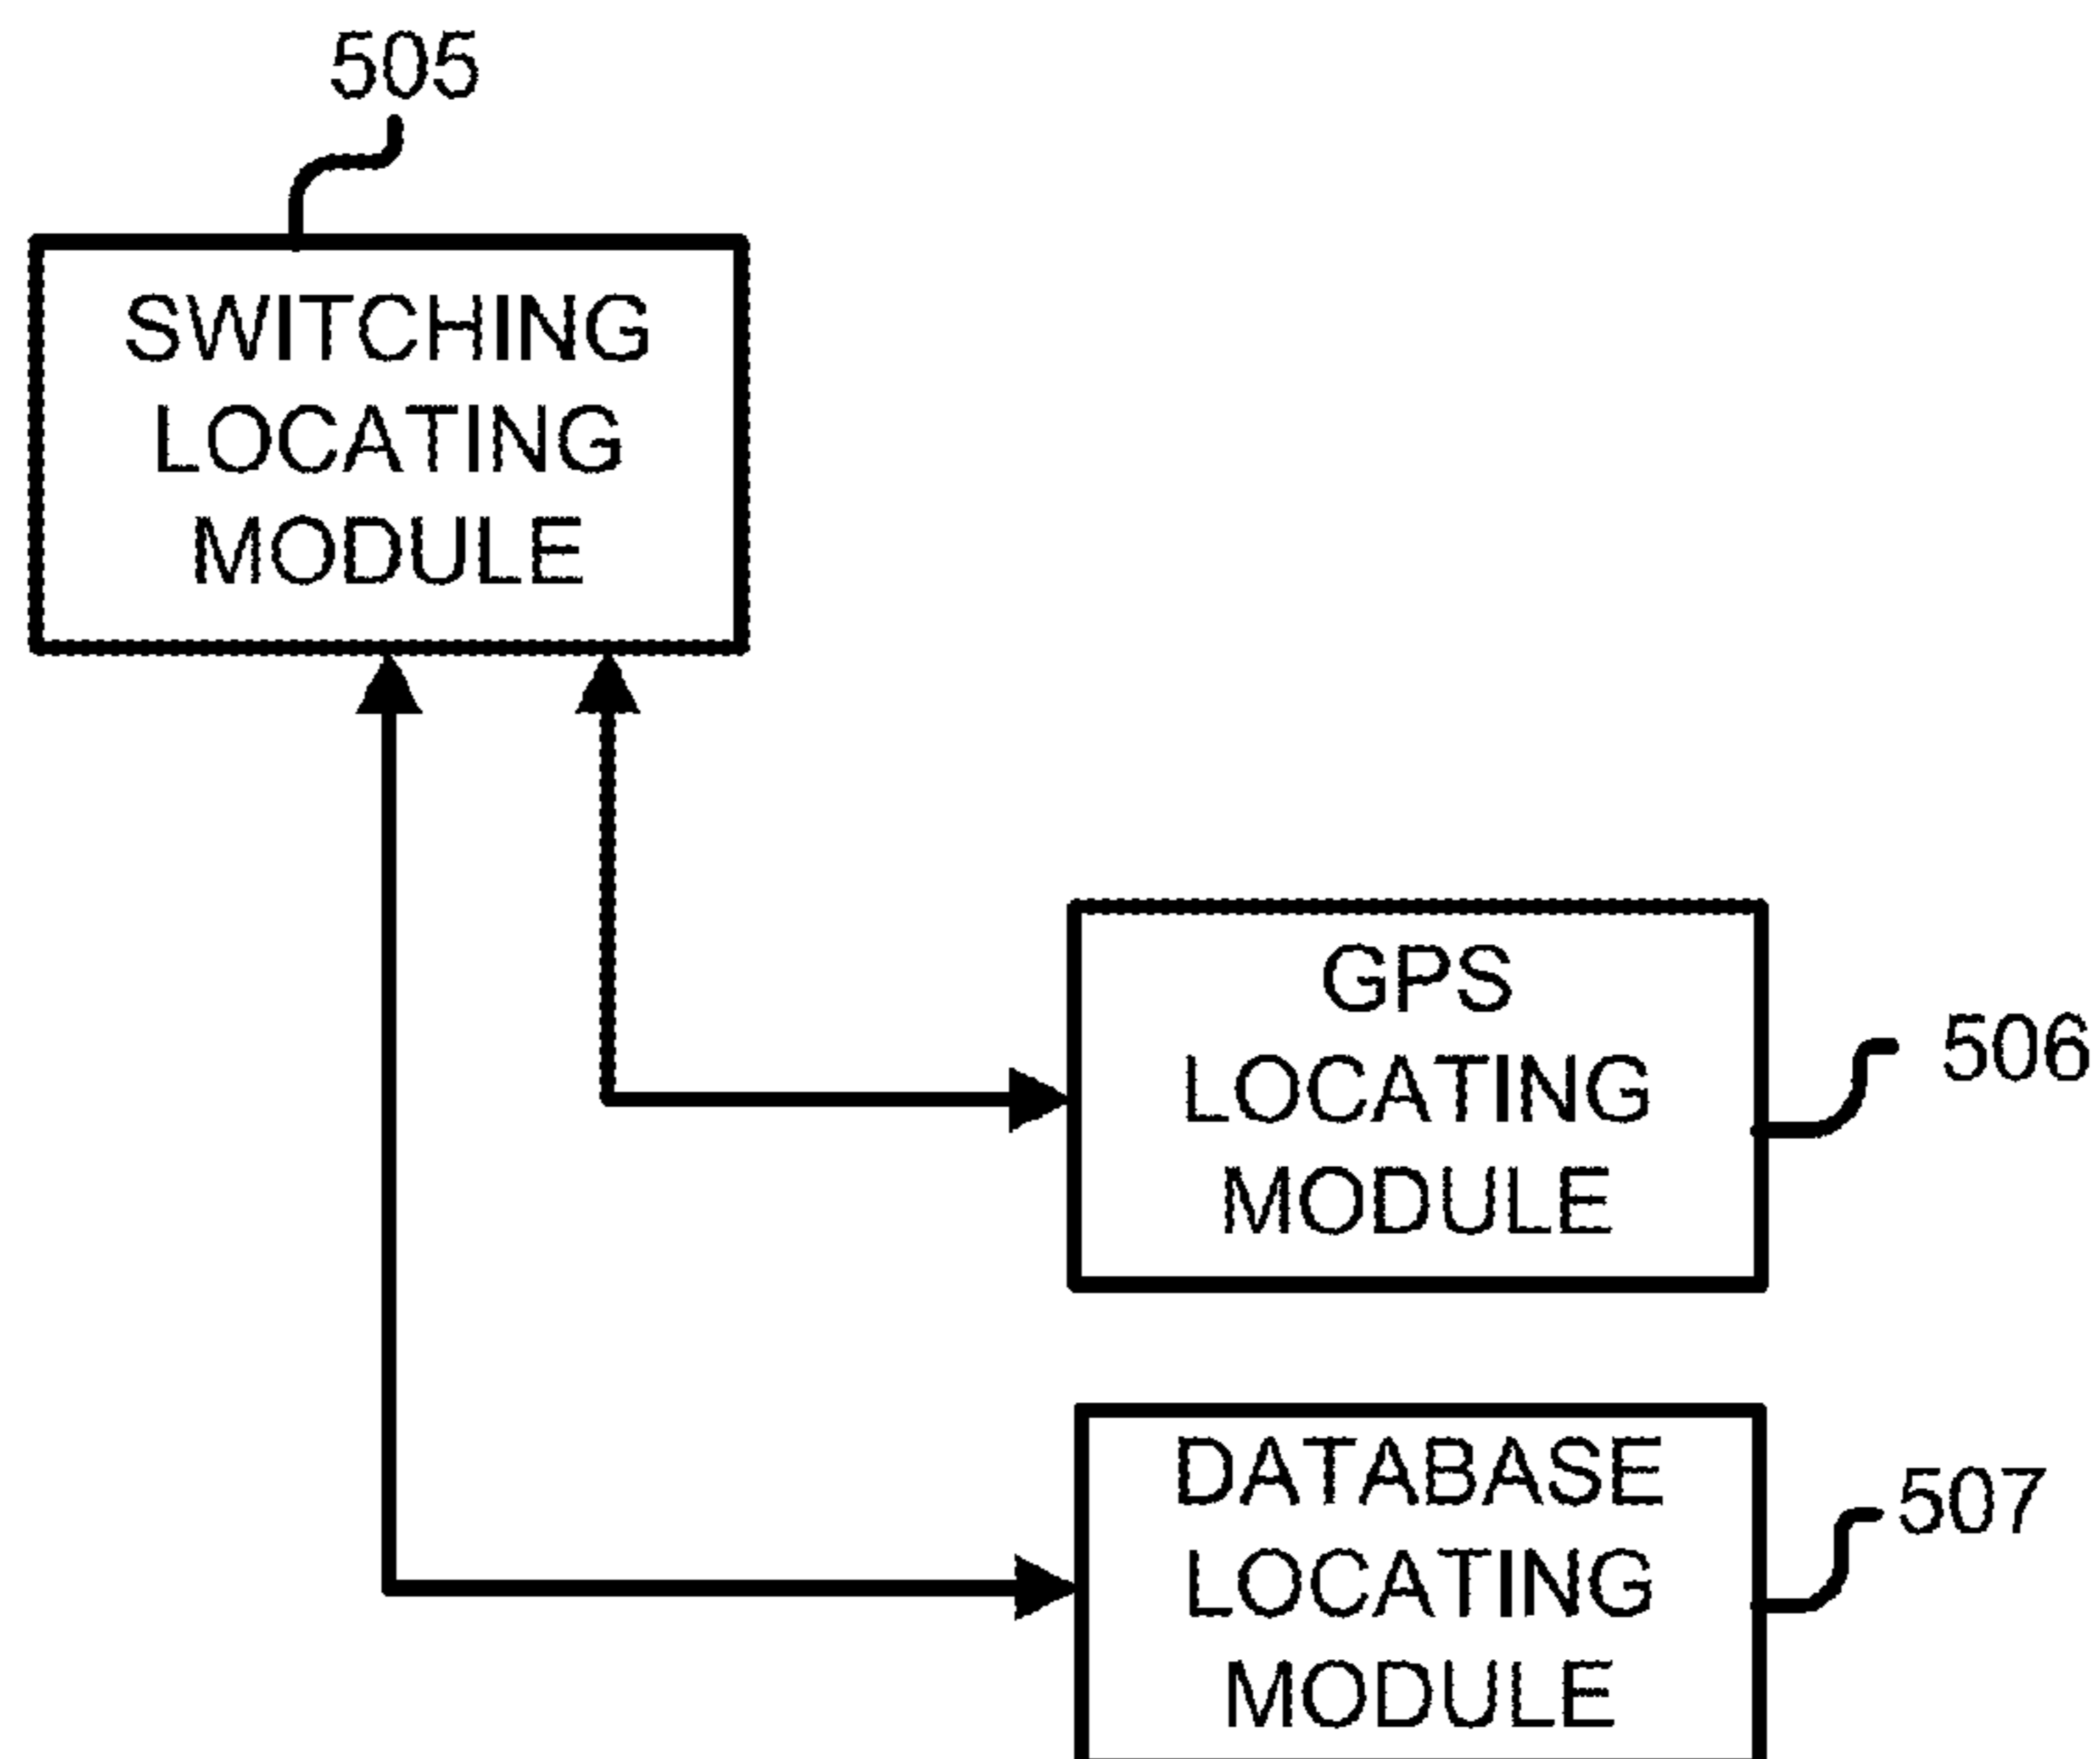 505
SWITCHING
LOCATING
MODULE
GPS
LOCATING
MODULE
506
DATABASE
LOCATING
MODULE
507